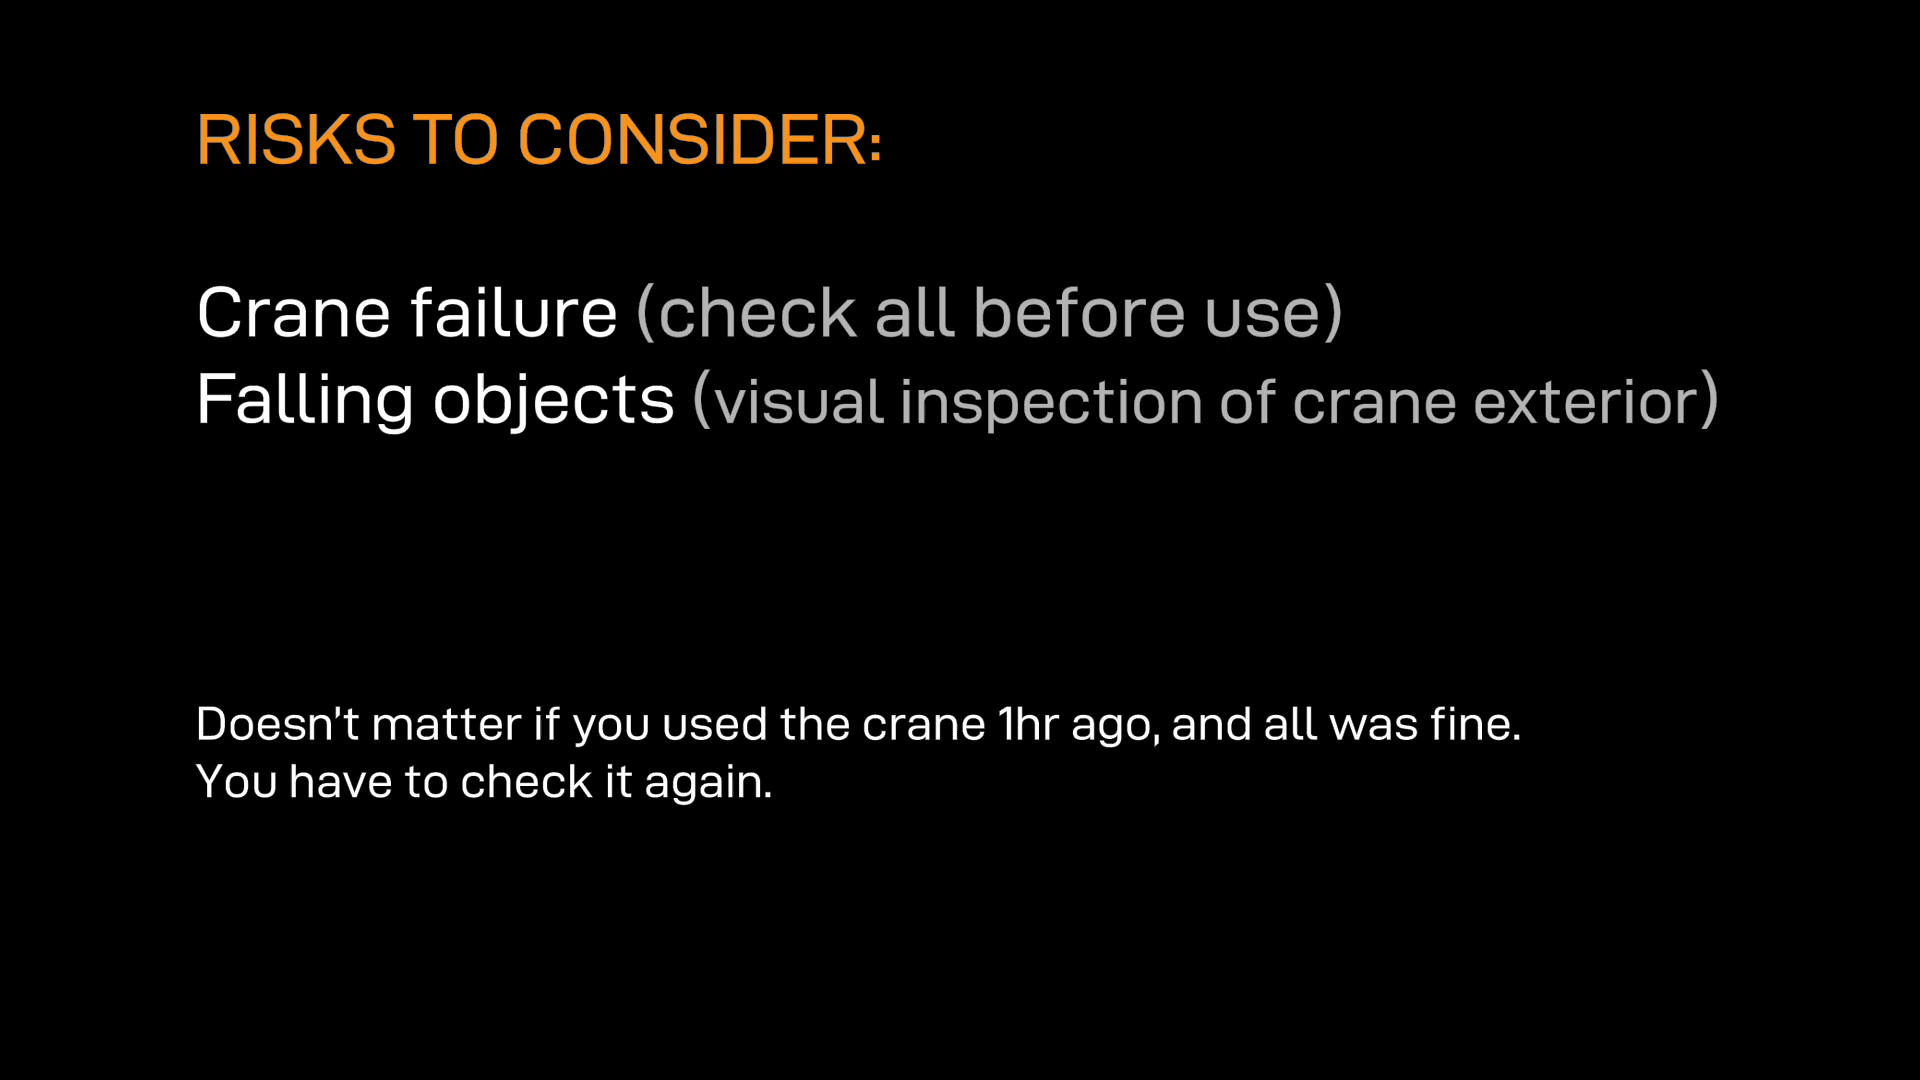 RISKS TO CONSIDER:
Crane failure (check all before use)
Falling objects (visual inspection of crane exterior)
Doesn't matter if you used the crane 1hr ago, and all was fine.
You have to check it again.